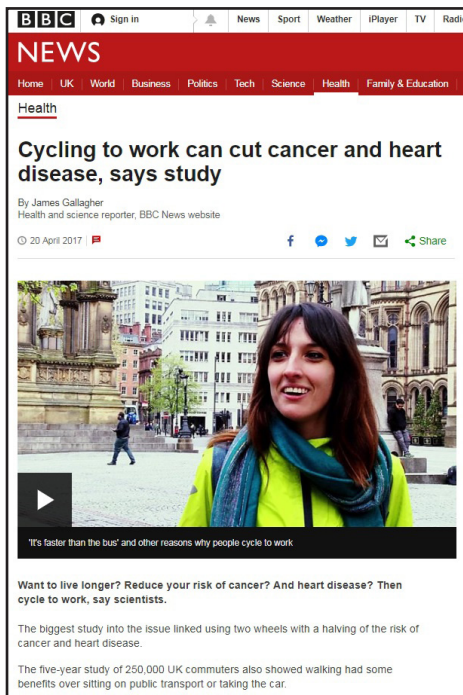 BBC Sign in News Sport Weather iPlayer TV
NEWS
Home UK World Business Politics Tech Science Health Family & Education
Health
Cycling to work can cut cancer and heart
disease, says study
By James Gallagher
Health and science reporter, BBC News website
20 April 2017 Share
'It's faster than the bus' and other reasons why people cycle to work
Want to live longer? Reduce your risk of cancer? And heart disease? Then
cycle to work, say scientists.
The biggest study into the issue linked using two wheels with a halving of the risk of
cancer and heart disease.
The five-year study of 250,000 UK commuters also showed walking had some
benefits over sitting on public transport or taking the car.